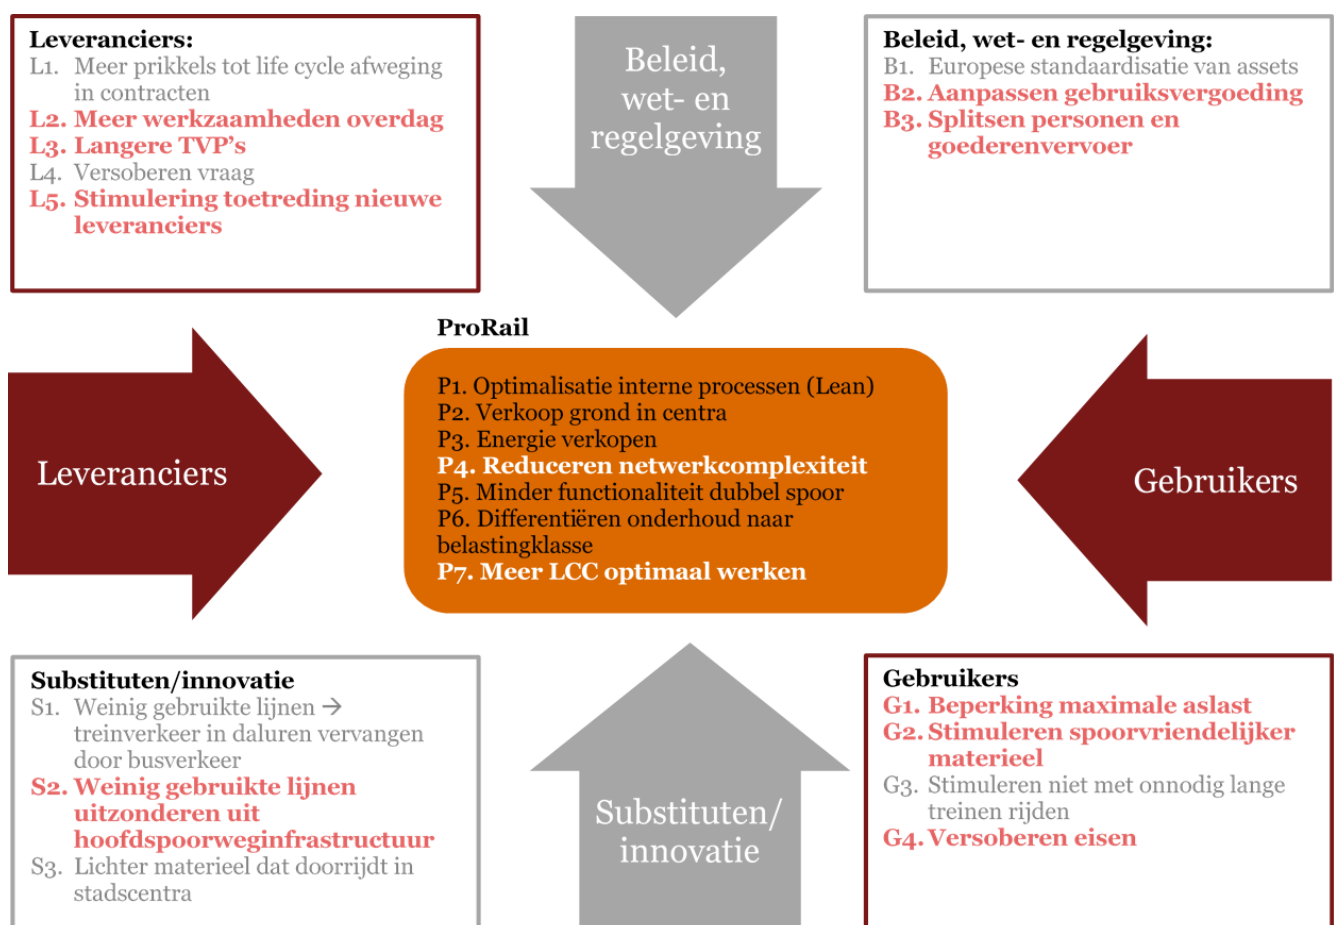 Leveranciers:
L1. Meer prikkels tot life cycle afweging
in contracten
L2. Meer werkzaamheden overdag
L3. Langere TVP's
L4. Versoberen vraag
L5. Stimulering toetreding nieuwe
leveranciers
Beleid,
wet- en
regelgeving
Beleid, wet- en regelgeving:
B1. Europese standaardisatie van assets
B2. Aanpassen gebruiksvergoeding
B3. Splitsen personen en
goederenvervoer
Leveranciers
ProRail
P1. Optimalisatie interne processen (Lean)
P2. Verkoop grond in centra
P3. Energie verkopen
P4. Reduceren netwerkcomplexiteit
P5. Minder functionaliteit dubbel spoor
P6. Differentiëren onderhoud naar
belastingklasse
P7. Meer LCC optimaal werken
Gebruikers
Substituten/innovatie
S1. Weinig gebruikte lijnen →
treinverkeer in daluren vervangen
door busverkeer
S2. Weinig gebruikte lijnen
uitzonderen uit
hoofdspoorweginfrastructuur
S3. Lichter materieel dat doorrijdt in
stadscentra
Substituten/
innovatie
Gebruikers
G1. Beperking maximale aslast
G2. Stimuleren spoorvriendelijker
materieel
G3. Stimuleren niet met onnodig lange
treinen rijden
G4. Versoberen eisen